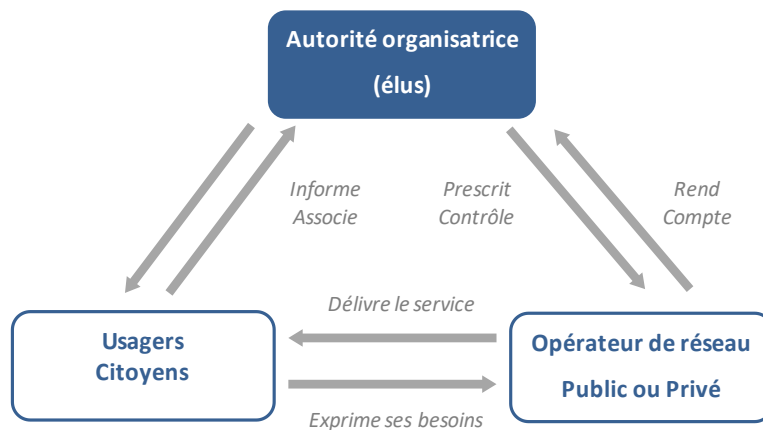 Autorité organisatrice
(élus)
Informe
Associe
Prescrit
Contrôle
Rend
Compte
Délivre le service
Usagers
Citoyens
Opérateur de réseau
Public ou Privé
Exprime ses besoins